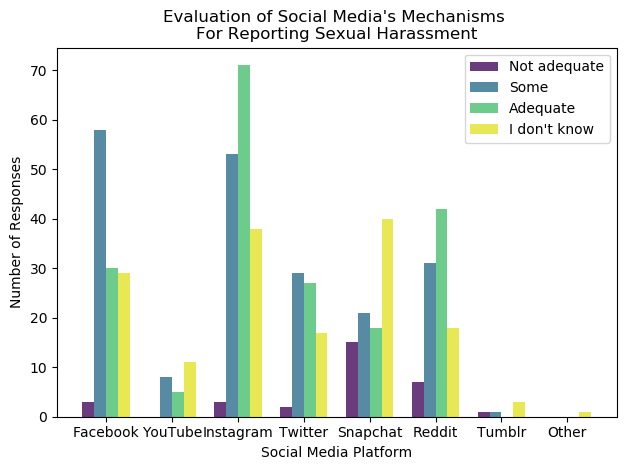 Evaluation of Social Media's Mechanisms
For Reporting Sexual Harassment
Not adequate
Some
Adequate
I don't know
Number of Responses
70
60
50
40
30
20
10
0
Facebook YouTube Instagram Twitter Snapchat Reddit Tumblr Other
Social Media Platform